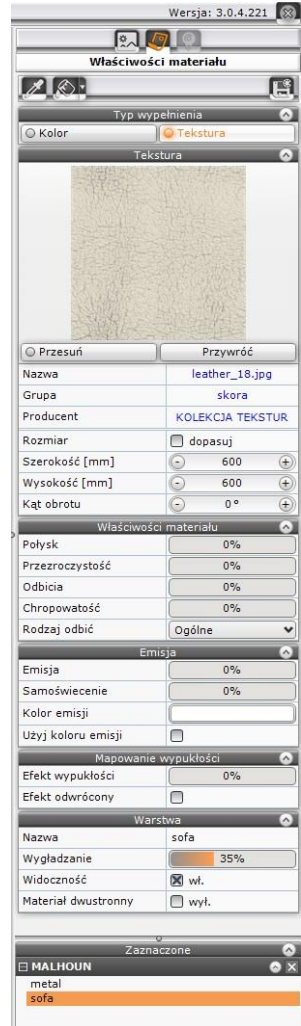 Wersja: 3.0.4.221
Właściwości materiału
Typ wypełnienia
Kolor Tekstura
Tekstura
Przesuń Przywróć
Nazwa leather_18.jpg
Grupa skora
Producent KOLEKCJA TEKSTUR
Rozmiar dopasuj
Szerokość [mm] - 600 +
Wysokość [mm] - 600 +
Kąt obrotu - 0° +
Właściwości materiału
Połysk 0%
Przezroczystość 0%
Odbicia 0%
Chropowatość 0%
Rodzaj odbić Ogólne
Emisja
Emisja 0%
Samoświecenie 0%
Kolor emisji
Użyj koloru emisji
Mapowanie wypukłości
Efekt wypukłości 0%
Efekt odwrócony
Warstwa
Nazwa sofa
Wygładzanie 35%
Widoczność wł.
Materiał dwustronny wył.
Zaznaczone
MALHOUN
metal
sofa